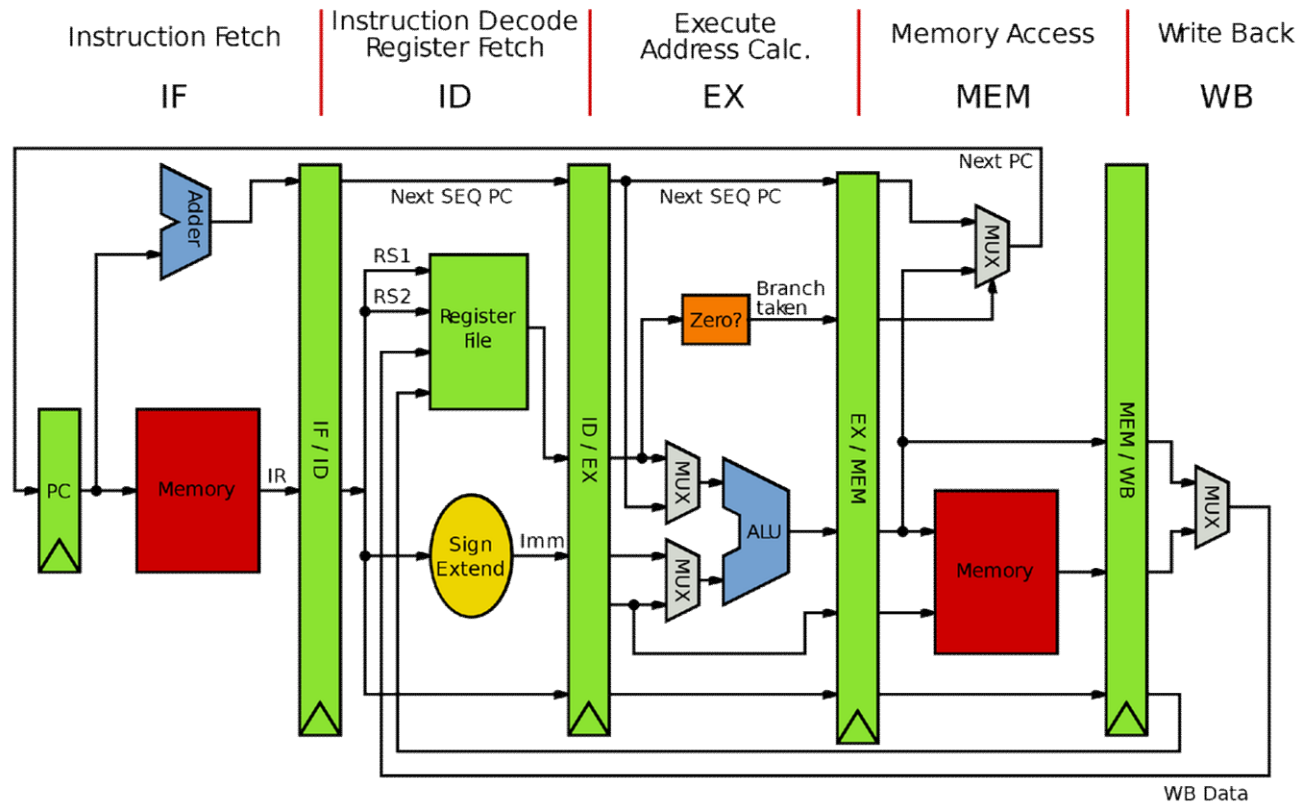 Instruction Fetch
Instruction Decode
Register Fetch
Execute
Address Calc.
Memory Access
Write Back
IF
ID
EX
MEM
WB
Next PC
Adder
Next SEQ PC
Next SEQ PC
MUX
RS1
RS2
Register
File
Branch
taken
Zero?
PC
Memory
IR
IF / ID
ID / EX
MUX
ALU
EX / MEM
MEM / WB
MUX
Sign
Extend
Imm
MUX
Memory
WB Data